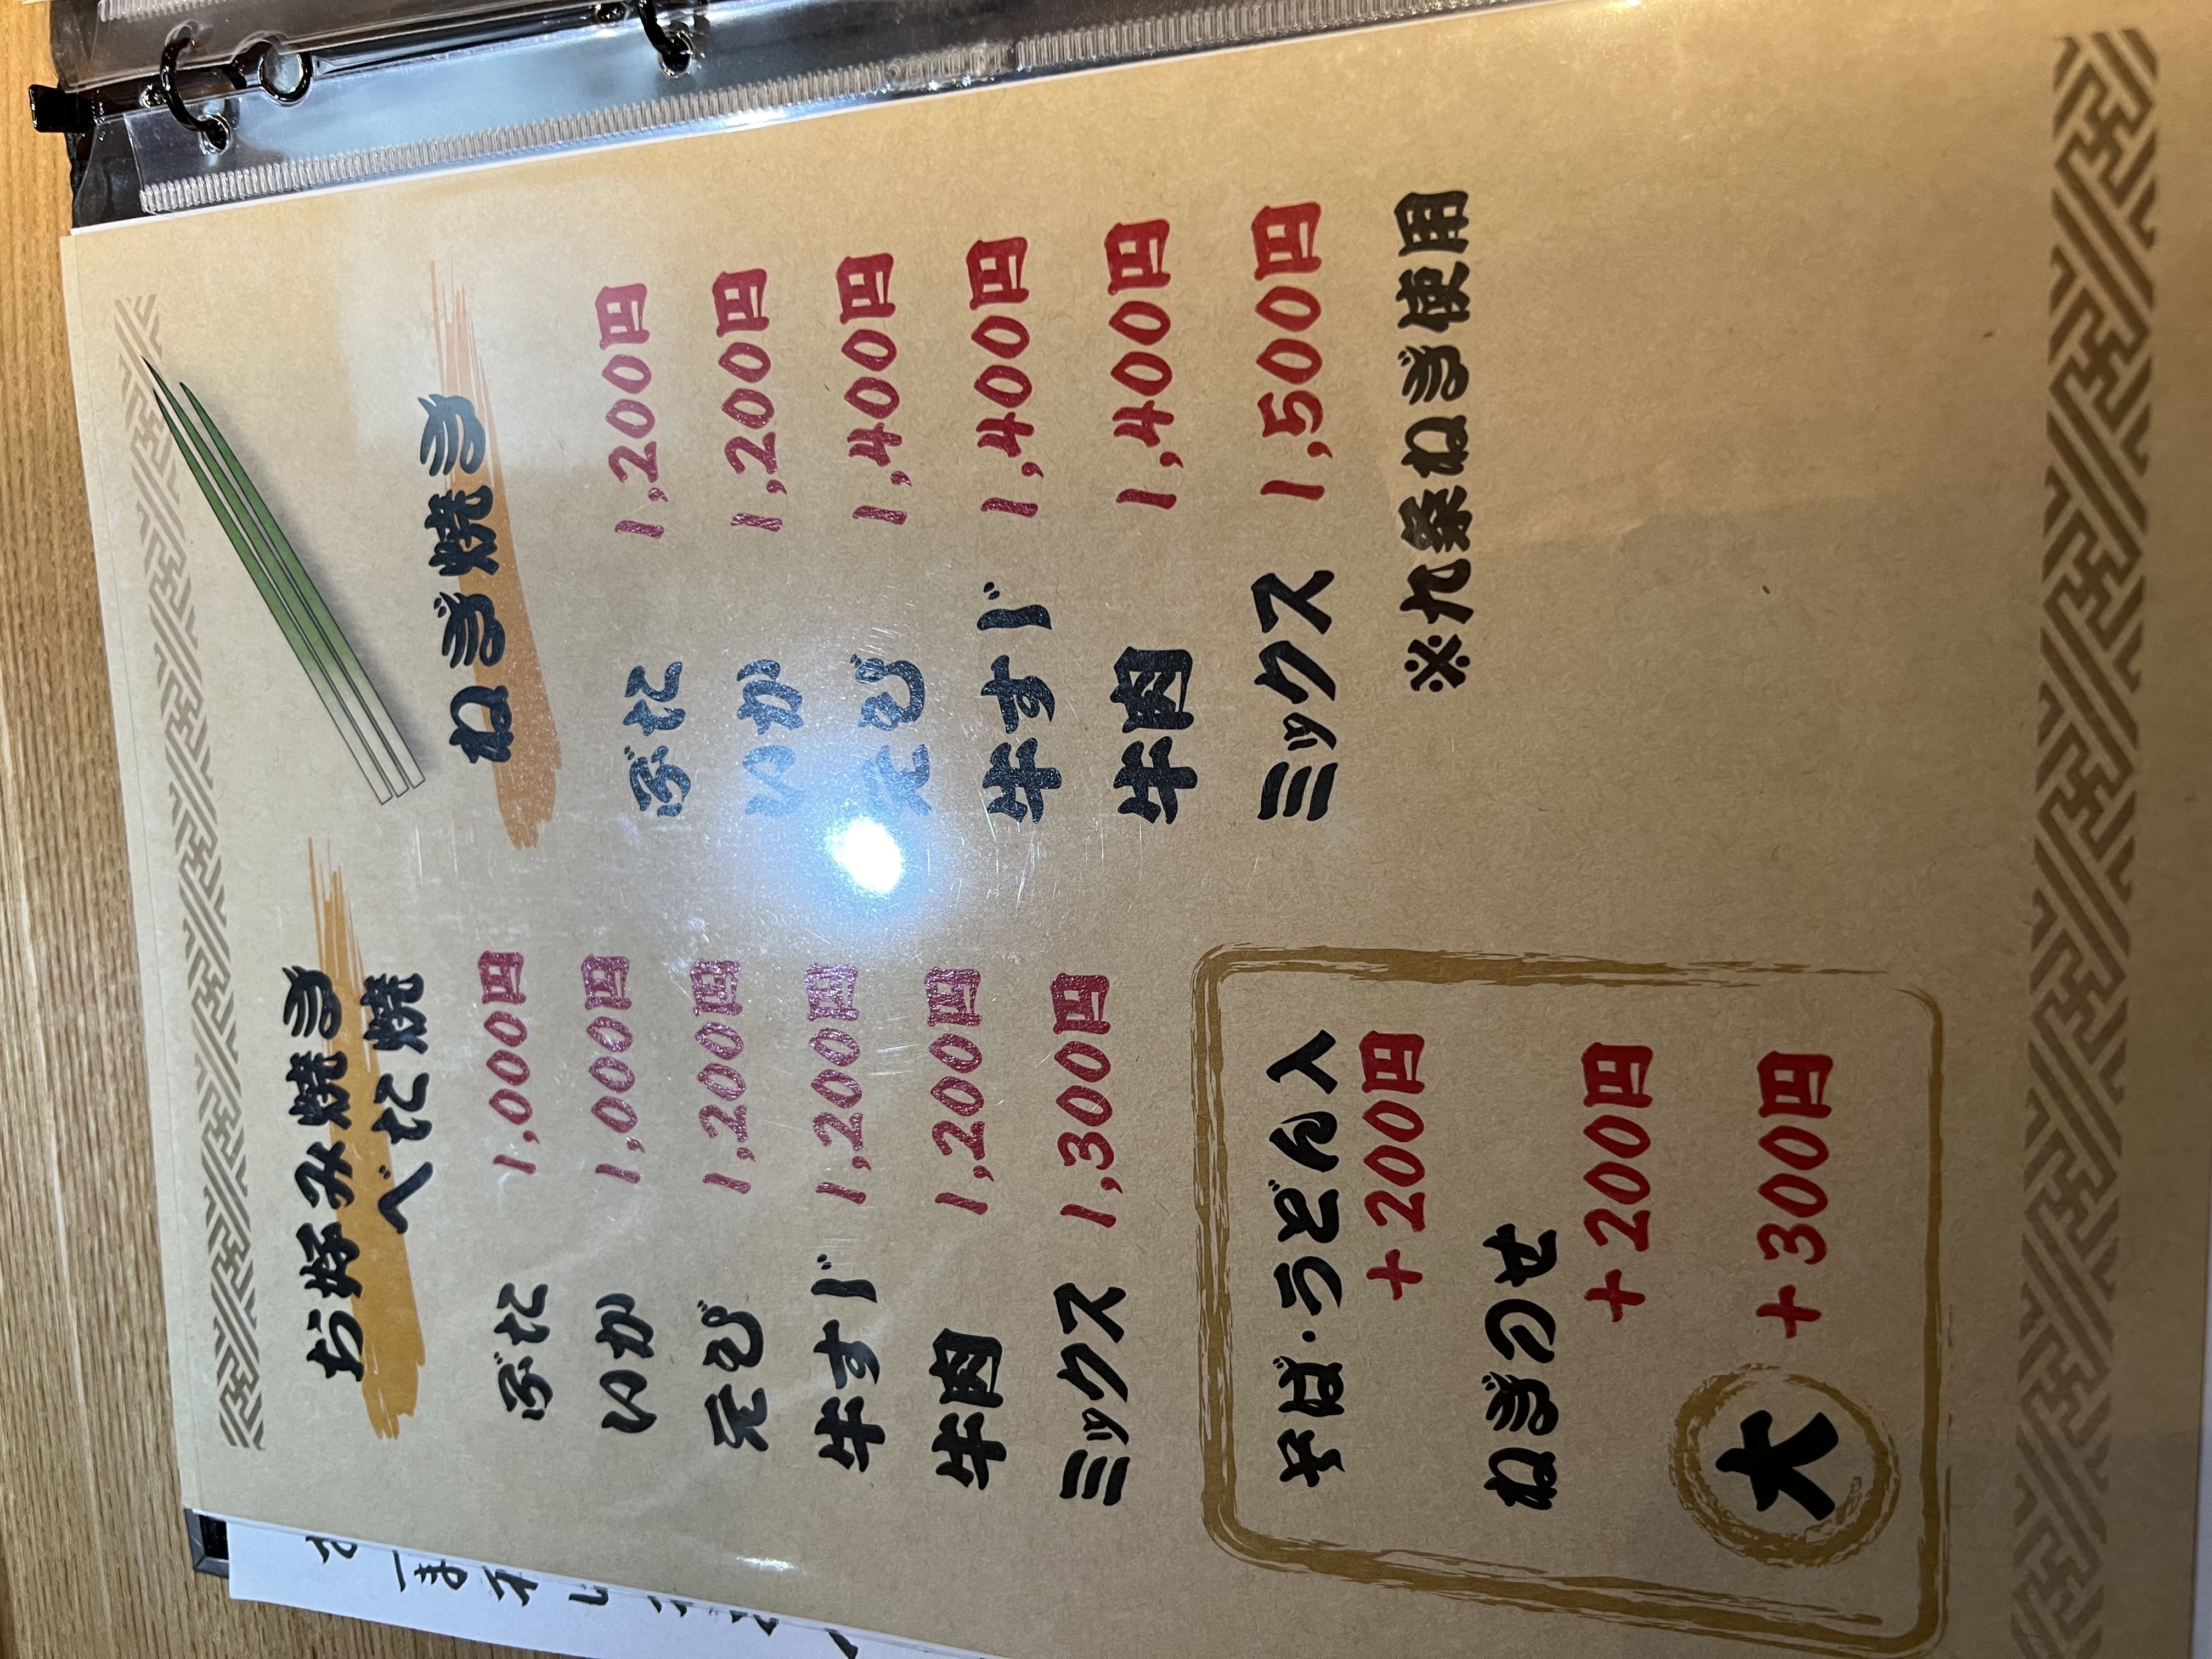 お好み焼き
べた焼
ぶた 1,000円
いか 1,000円
えび 1,200円
牛すじ 1,200円
牛肉 1,200円
ミックス 1,300円
そば・うどん入
+200円
ねぎのせ
+200円
大 +300円
ねぎ焼き
ぶた 1,200円
いか 1,200円
えび 1,400円
牛すじ 1,400円
牛肉 1,400円
ミックス 1,500円
※九条ねぎ使用